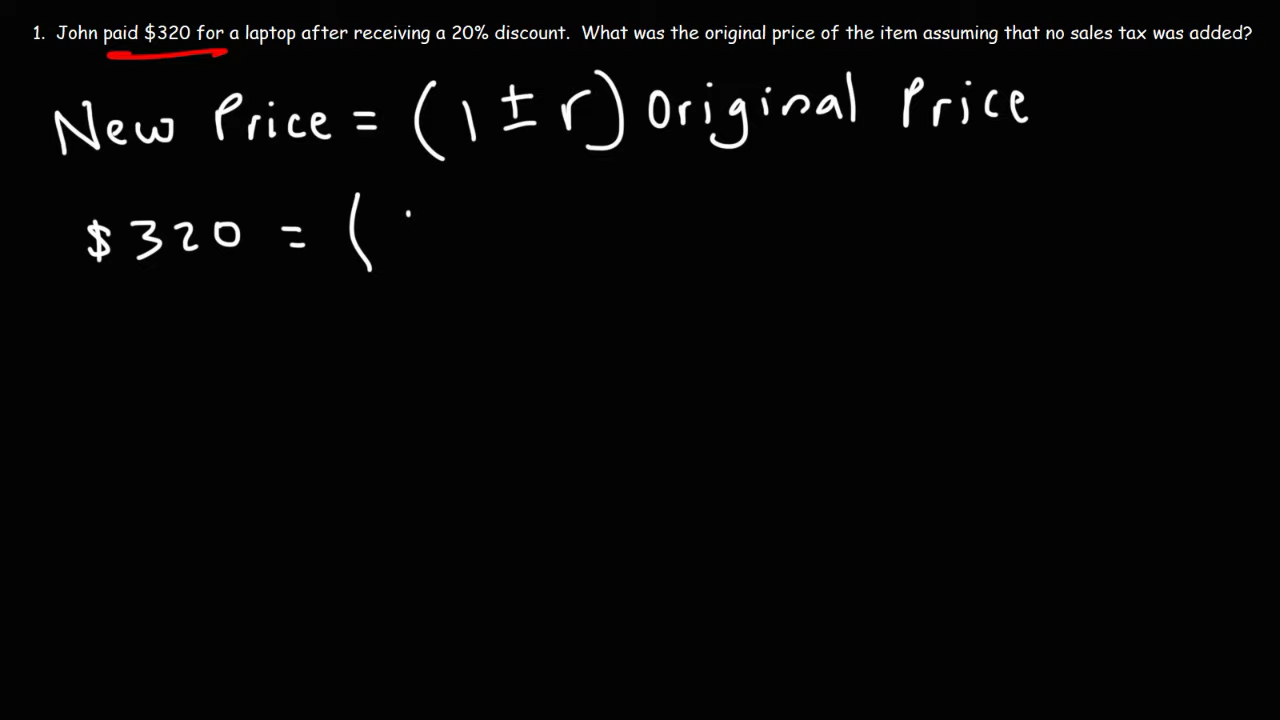 1. John paid $320 for a laptop after receiving a 20% discount. What was the original price of the item assuming that no sales tax was added?
New Price = (1 ± r) Original Price
$320 = (